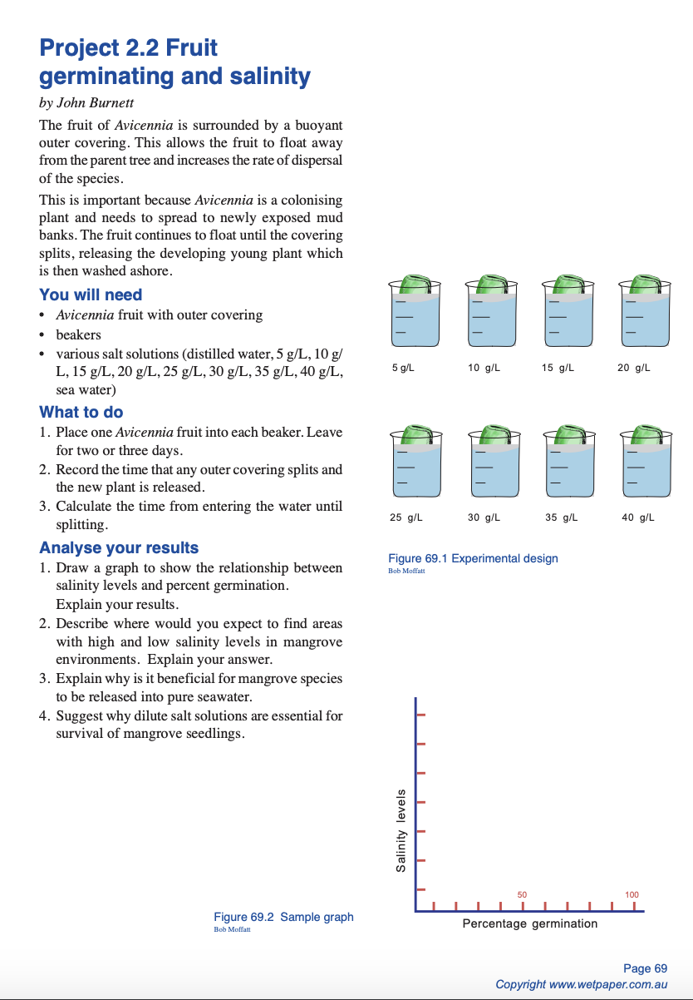 Project 2.2 Fruit
germinating and salinity
by John Burnett
The fruit of Avicennia is surrounded by a buoyant
outer covering. This allows the fruit to float away
from the parent tree and increases the rate of dispersal
of the species.
This is important because Avicennia is a colonising
plant and needs to spread to newly exposed mud
banks. The fruit continues to float until the covering
splits, releasing the developing young plant which
is then washed ashore.
You will need
• Avicennia fruit with outer covering
• beakers
• various salt solutions (distilled water, 5 g/L, 10 g/
L, 15 g/L, 20 g/L, 25 g/L, 30 g/L, 35 g/L, 40 g/L,
sea water)
What to do
1. Place one Avicennia fruit into each beaker. Leave
for two or three days.
2. Record the time that any outer covering splits and
the new plant is released.
3. Calculate the time from entering the water until
splitting.
Analyse your results
1. Draw a graph to show the relationship between
salinity levels and percent germination.
Explain your results.
2. Describe where would you expect to find areas
with high and low salinity levels in mangrove
environments. Explain your answer.
3. Explain why is it beneficial for mangrove species
to be released into pure seawater.
4. Suggest why dilute salt solutions are essential for
survival of mangrove seedlings.
5 g/L 10 g/L 15 g/L 20 g/L
25 g/L 30 g/L 35 g/L 40 g/L
Figure 69.1 Experimental design
Bob Moffatt
Salinity levels
50 100
Percentage germination
Figure 69.2 Sample graph
Bob Moffatt
Page 69
Copyright www.wetpaper.com.au